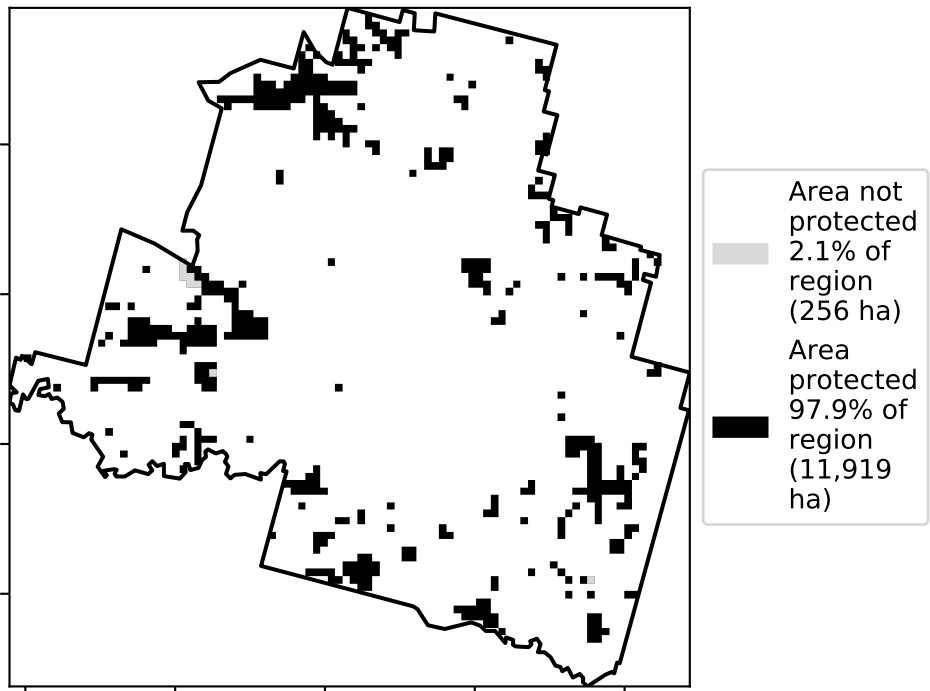 Area not
protected
2.1% of
region
(256 ha)
Area
protected
97.9% of
region
(11,919
ha)